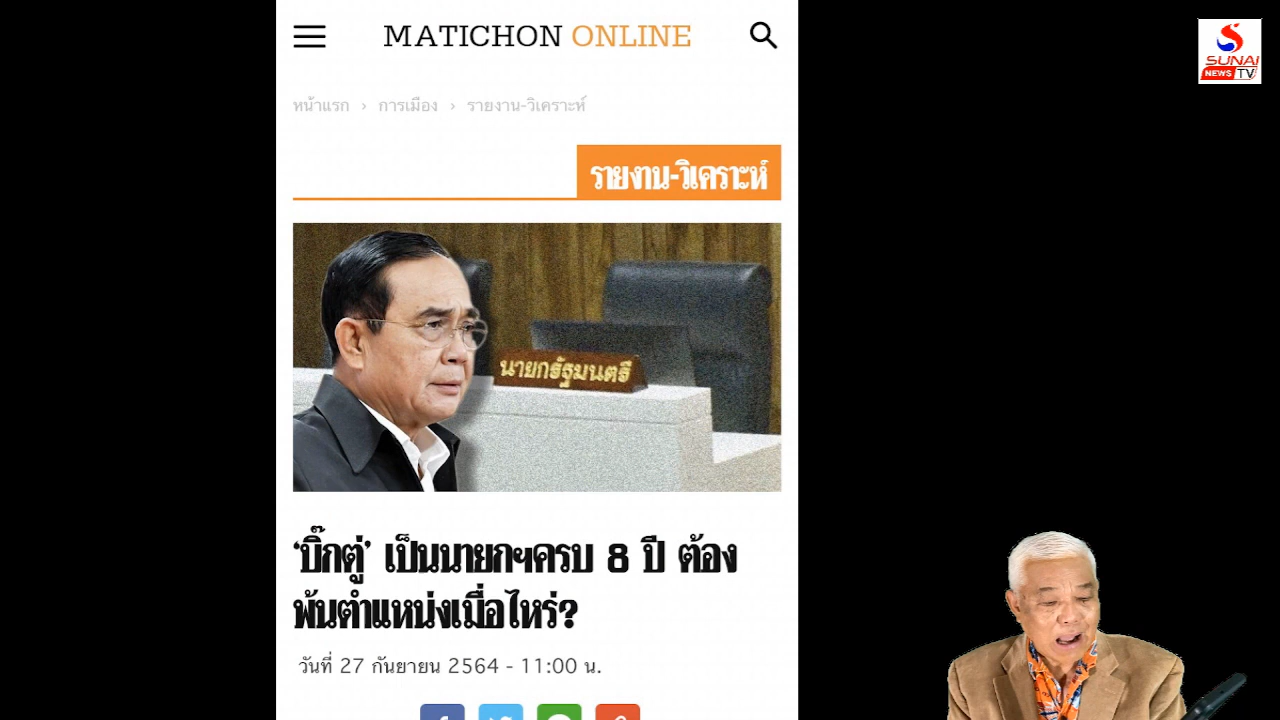 MATICHON ONLINE
SUNAI
NEWS TV
หน้าแรก › การเมือง › รายงาน-วิเคราะห์
รายงาน-วิเคราะห์
นายกรัฐมนตรี
‘บิ๊กตู่’ เป็นนายกฯครบ 8 ปี ต้อง
พ้นตำแหน่งเมื่อไหร่?
วันที่ 27 กันยายน 2564 - 11:00 น.